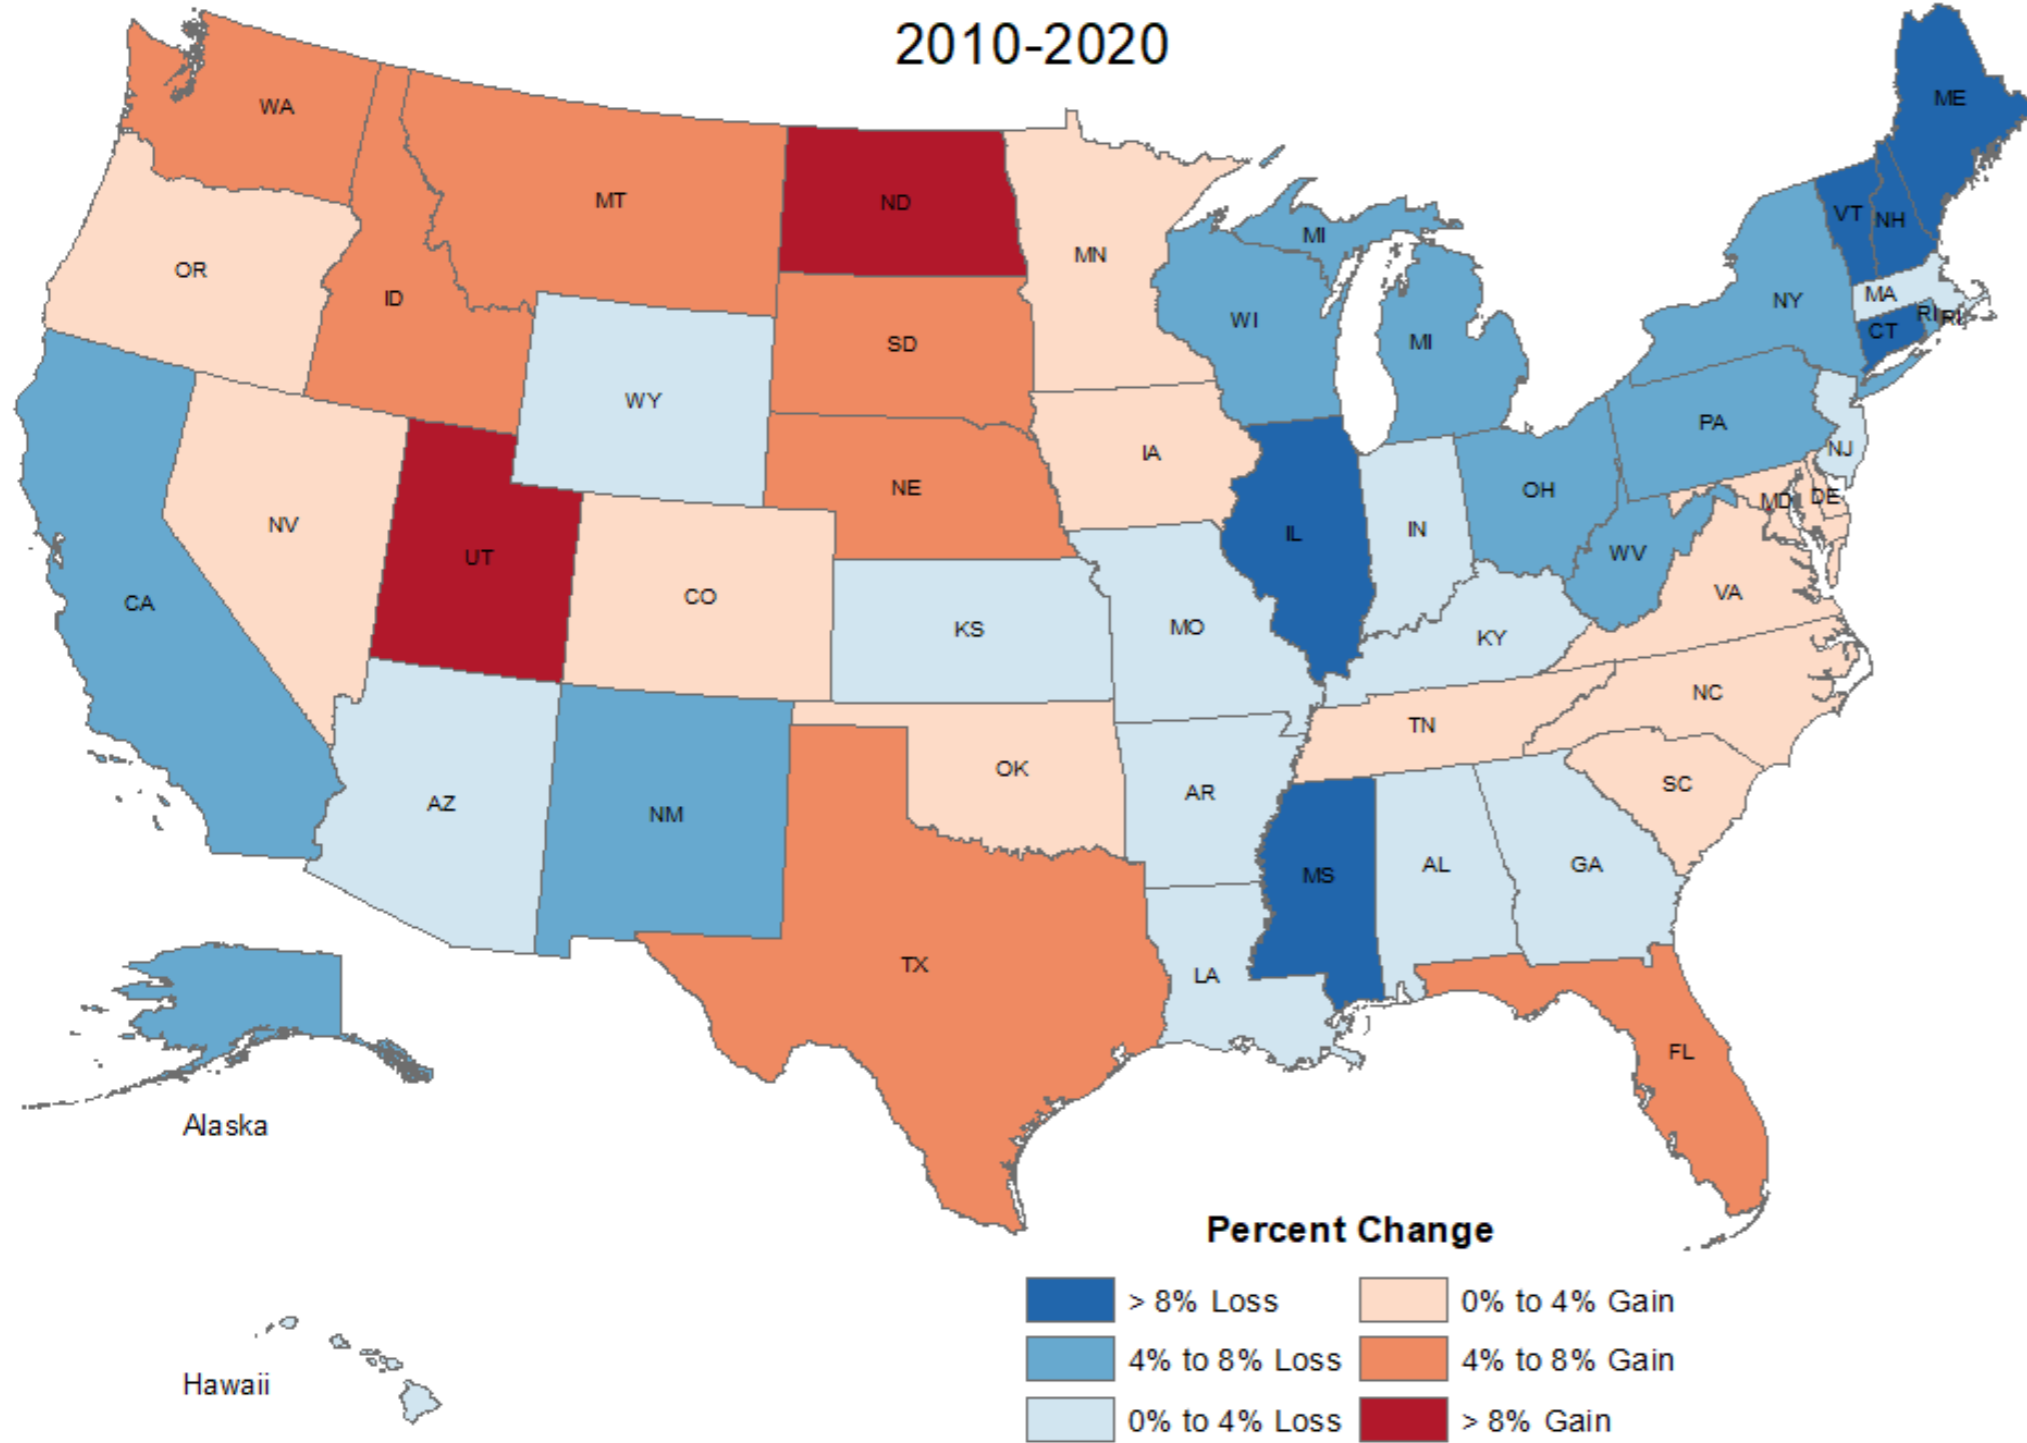 2010-2020
ME
WA
MT
ND
VT
NH
MI
MN
OR
ID
MA
NY
RI
RI
WI
CT
MI
SD
WY
PA
NJ
IA
NE
OH
DE
MD
NV
IN
IL
UT
WV
VA
CO
CA
KS
MO
KY
NC
TN
OK
SC
AR
AZ
NM
AL
GA
MS
TX
LA
FL
Alaska
Hawaii
Percent Change
> 8% Loss
4% to 8% Loss
0% to 4% Loss
0% to 4% Gain
4% to 8% Gain
> 8% Gain